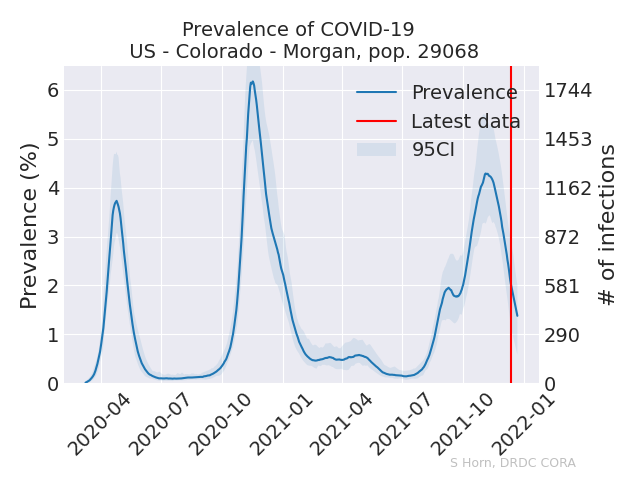 Prevalence of COVID-19
US - Colorado - Morgan, pop. 29068
Prevalence (%)
6
5
4
3
2
1
0
1744
1453
1162
872
581
290
0
# of infections
Prevalence
Latest data
95CI
2020-04
2020-07
2020-10
2021-01
2021-04
2021-07
2021-10
2022-01
S Horn, DRDC CORA